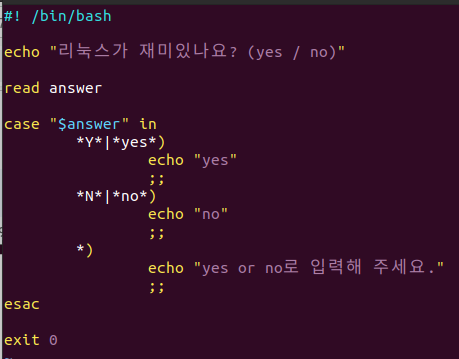 #! /bin/bash
echo "리눅스가 재미있나요? (yes / no)"
read answer
case "$answer" in
*Y*|*yes*)
echo "yes"
;;
*N*|*no*)
echo "no"
;;
*)
echo "yes or no로 입력해 주세요."
;;
esac
exit 0